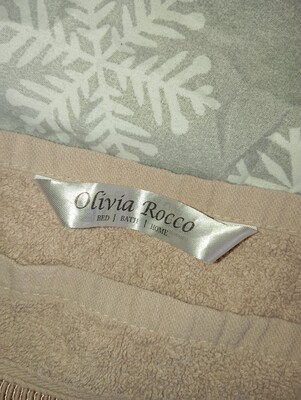 Olivia Rocco
BED | BATH | HOME